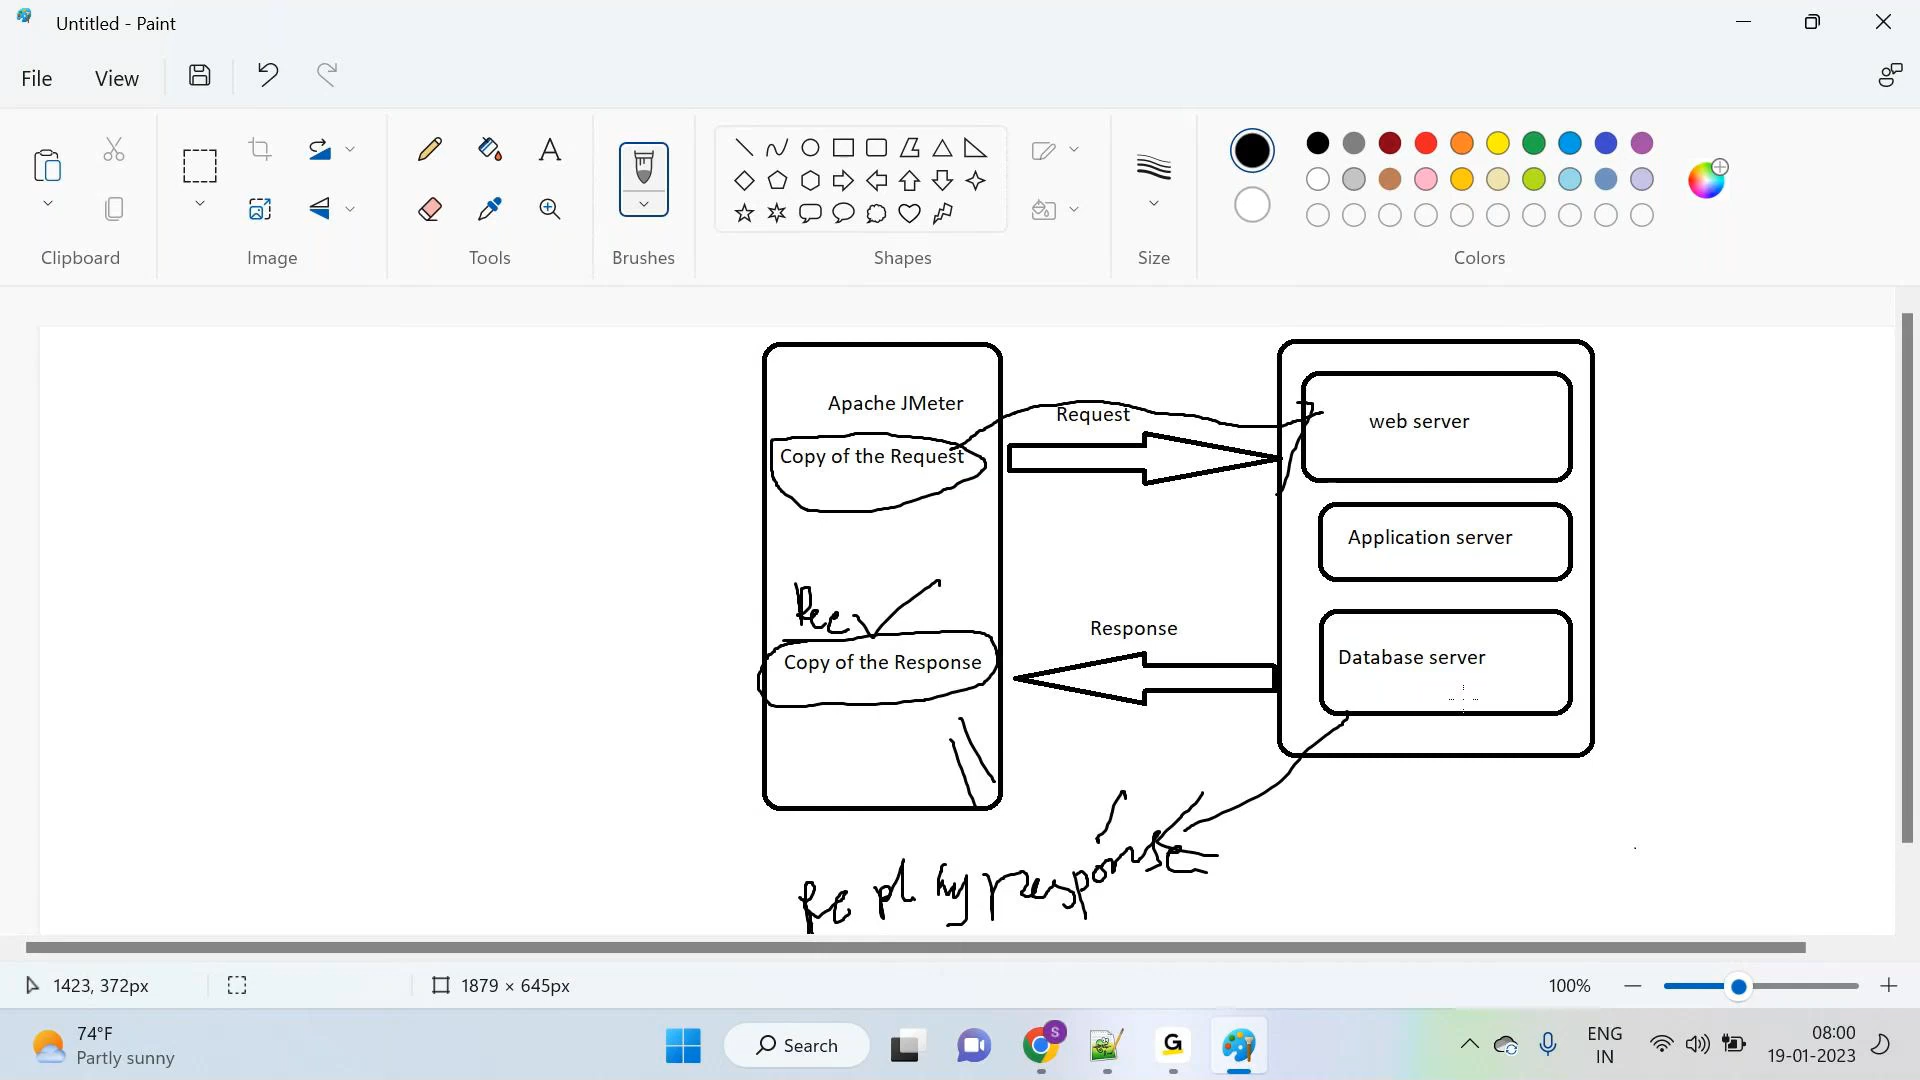 Untitled - Paint
File View
Clipboard Image Tools Brushes Shapes Size Colors
Apache JMeter
Request
web server
Copy of the Request
Application server
Rec
Response
Copy of the Response
Database server
Replay response
1423, 372px
1879 × 645px
100%
74°F
Partly sunny
Search
S
G
ENG
IN
08:00
19-01-2023